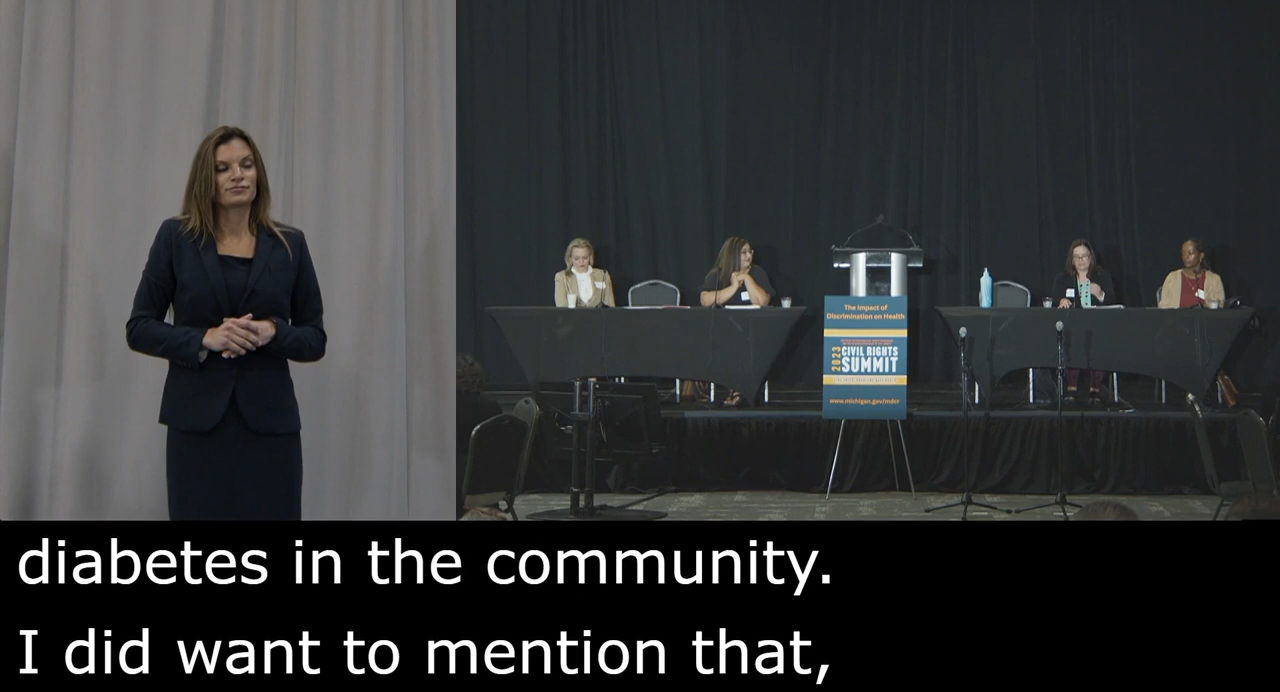 The Impact of
Discrimination on Health
2023
CIVIL RIGHTS
SUMMIT
www.michigan.gov/mdcr
diabetes in the community.
I did want to mention that,